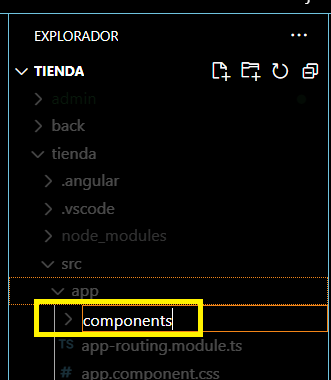 EXPLORADOR
TIENDA
admin
back
tienda
.angular
.vscode
node_modules
src
app
components
TS app-routing.module.ts
# app.component.css